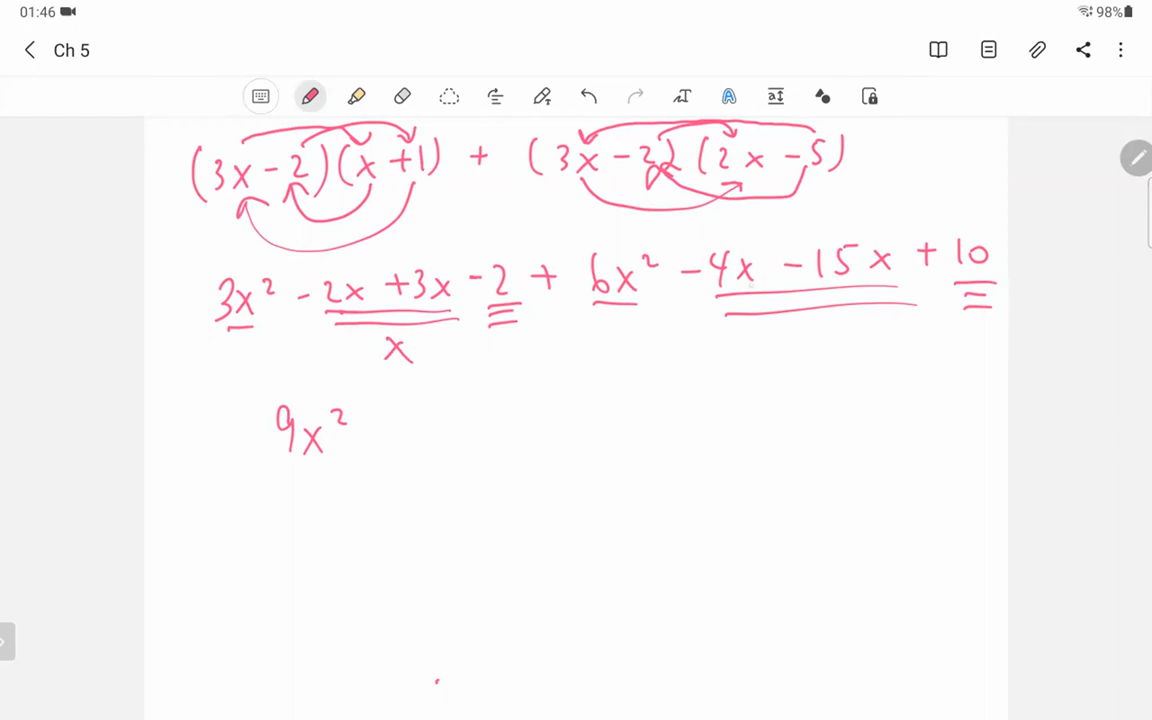 01:46 98%
Ch 5
(3x - 2)(x + 1) + (3x - 2)(2x - 5)
3x² - 2x + 3x - 2 + 6x² - 4x - 15x + 10
x
9x²